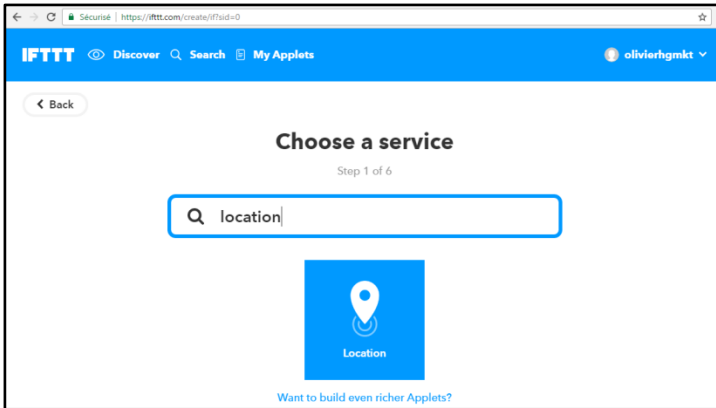 Sécurisé | https://ifttt.com/create/if?sid=0
IFTTT Discover Search My Applets olivierhgmkt
Back
Choose a service
Step 1 of 6
location
Location
Want to build even richer Applets?